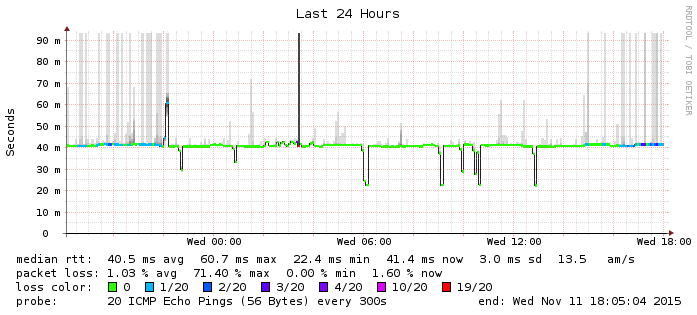 Last 24 Hours
RRDTOOL / TOBI OETIKER
Seconds
90 m
80 m
70 m
60 m
50 m
40 m
30 m
20 m
10 m
0
Wed 00:00 Wed 06:00 Wed 12:00 Wed 18:00
median rtt: 40.5 ms avg 60.7 ms max 22.4 ms min 41.4 ms now 3.0 ms sd 13.5 am/s
packet loss: 1.03 % avg 71.40 % max 0.00 % min 1.60 % now
loss color: 0 1/20 2/20 3/20 4/20 10/20 19/20
probe: 20 ICMP Echo Pings (56 Bytes) every 300s end: Wed Nov 11 18:05:04 2015